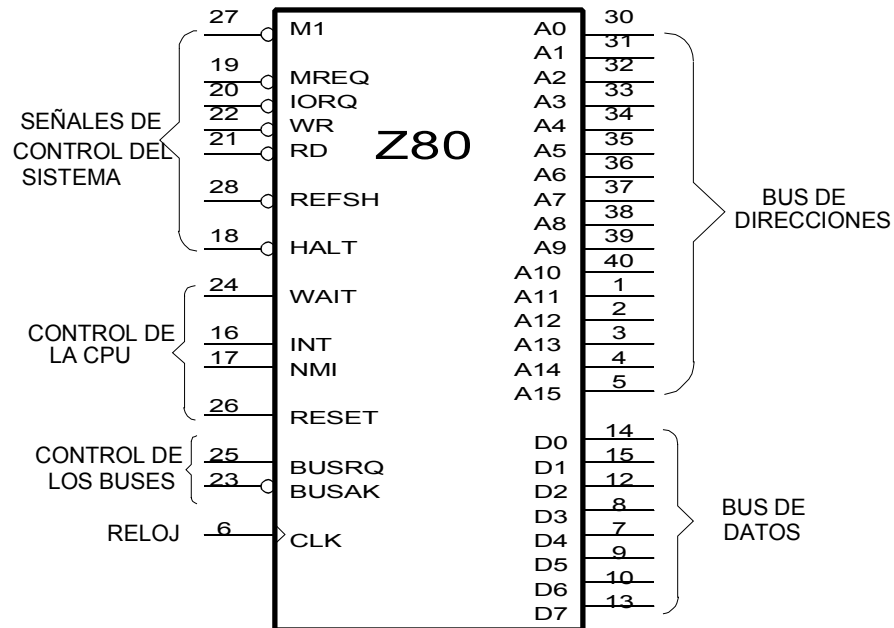 27 M1
19 MREQ
20 IORQ
22 WR
21 RD
28 REFSH
18 HALT
SEÑALES DE
CONTROL DEL
SISTEMA
24 WAIT
16 INT
17 NMI
26 RESET
CONTROL DE
LA CPU
25 BUSRQ
23 BUSAK
CONTROL DE
LOS BUSES
RELOJ 6 CLK
Z80
A0 30
A1 31
A2 32
A3 33
A4 34
A5 35
A6 36
A7 37
A8 38
A9 39
A10 40
A11 1
A12 2
A13 3
A14 4
A15 5
BUS DE
DIRECCIONES
D0 14
D1 15
D2 12
D3 8
D4 7
D5 9
D6 10
D7 13
BUS DE
DATOS